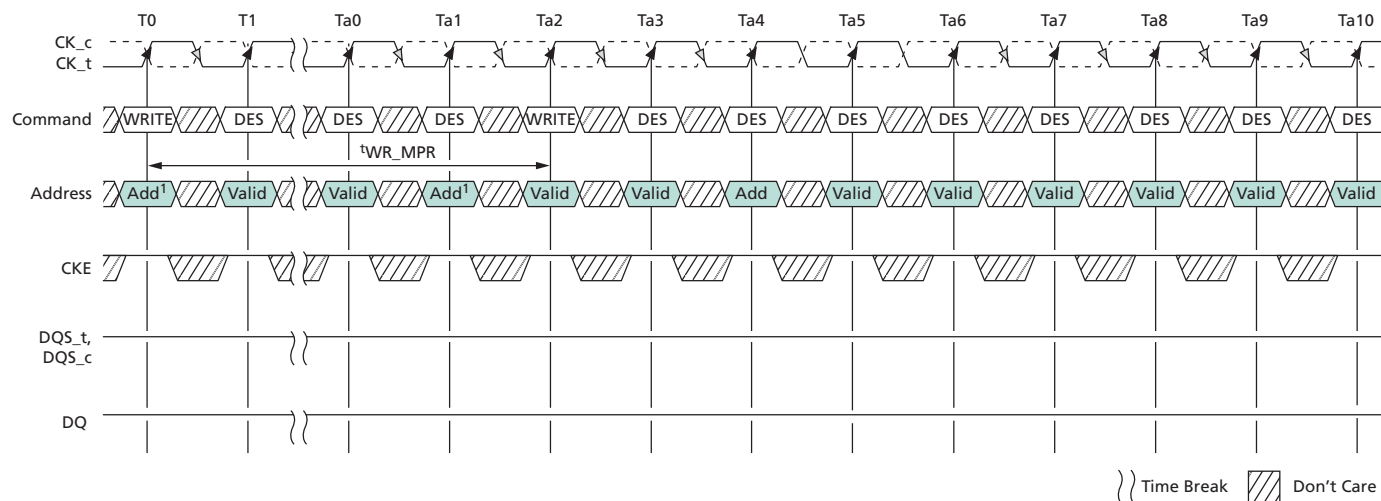 T0 T1 Ta0 Ta1 Ta2 Ta3 Ta4 Ta5 Ta6 Ta7 Ta8 Ta9 Ta10
CK_c
CK_t
Command WRITE DES DES DES WRITE DES DES DES DES DES DES DES DES
tWR_MPR
Address Add1 Valid Valid Add1 Valid Valid Add Valid Valid Valid Valid Valid Valid
CKE
DQS_t,
DQS_c
DQ
Time Break Don't Care